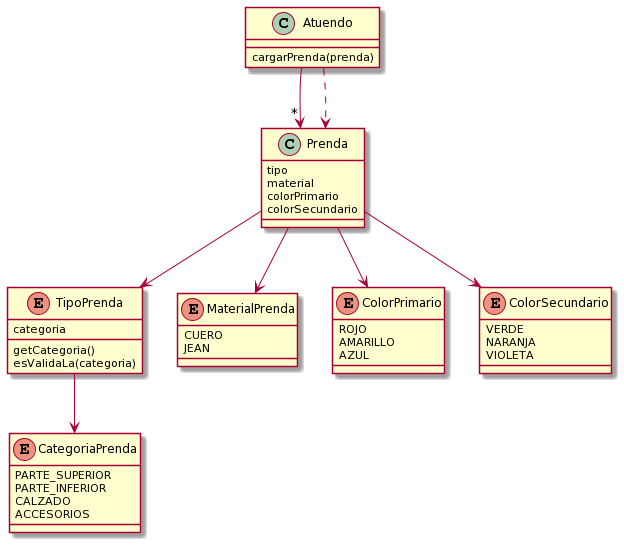 C Atuendo
cargarPrenda(prenda)
*
C Prenda
tipo
material
colorPrimario
colorSecundario
E TipoPrenda
categoria
getCategoria()
esValidaLa(categoria)
E MaterialPrenda
CUERO
JEAN
E ColorPrimario
ROJO
AMARILLO
AZUL
E ColorSecundario
VERDE
NARANJA
VIOLETA
E CategoriaPrenda
PARTE_SUPERIOR
PARTE_INFERIOR
CALZADO
ACCESORIOS